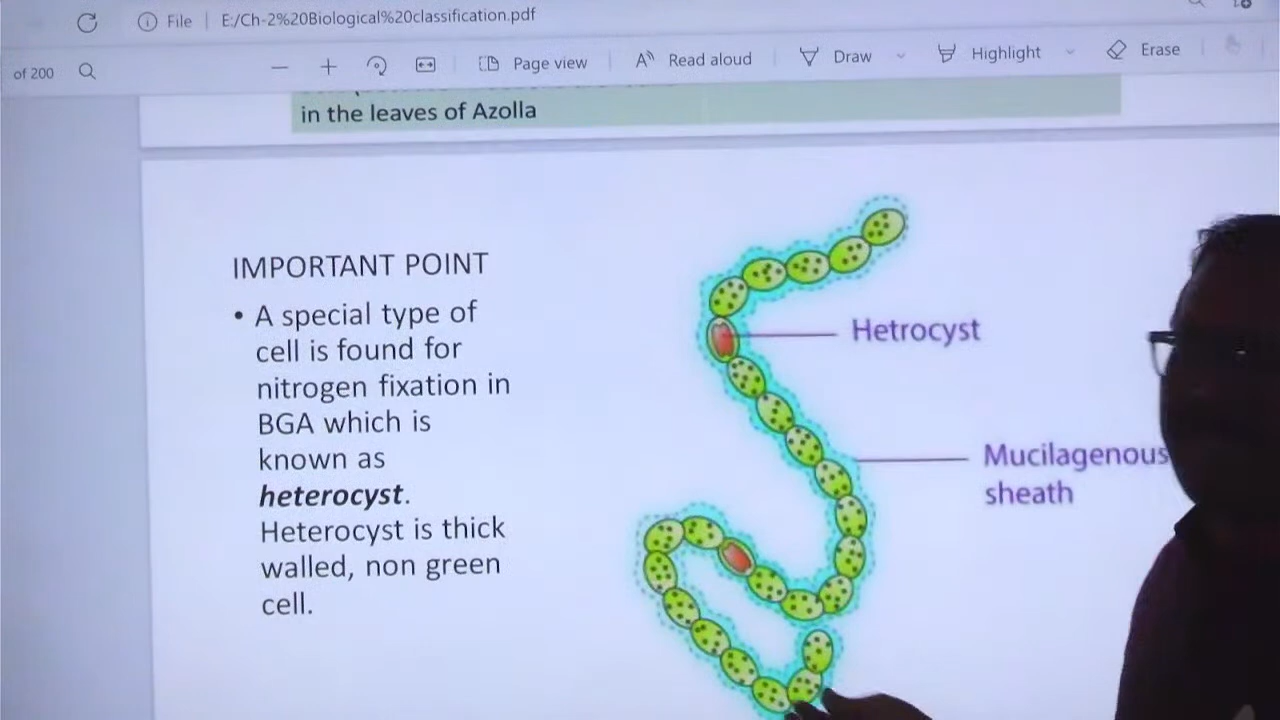 File | E:/Ch-2%20Biological%20classification.pdf
of 200
Page view
Read aloud
Draw
Highlight
Erase
in the leaves of Azolla
IMPORTANT POINT
• A special type of
cell is found for
nitrogen fixation in
BGA which is
known as
heterocyst.
Heterocyst is thick
walled, non green
cell.
Hetrocyst
Mucilagenous
sheath